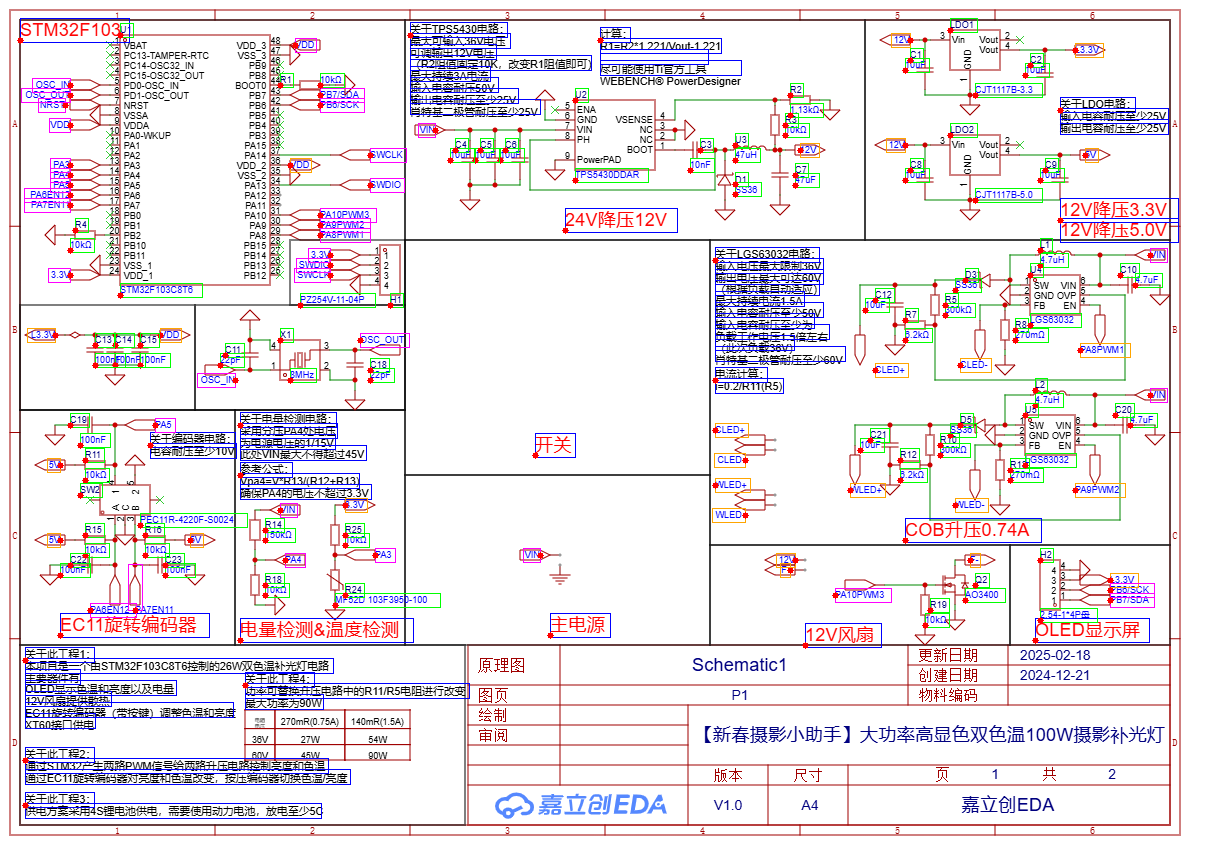 STM32F103
U1
VBAT
PC13-TAMPER-RTC
PC14-OSC32_IN
PC15-OSC32_OUT
PD0-OSC_IN
PD1-OSC_OUT
NRST
VSSA
VDDA
PA0-WKUP
PA1
PA2
PA3
PA4
PA5
PA6
PA7
PB0
PB1
PB2
PB10
PB11
VSS_1
VDD_1
VDD_3
VSS_3
PB9
PB8
BOOT0
PB7
PB6
PB5
PB4
PB3
PA15
PA14
VDD_2
VSS_2
PA13
PA12
PA11
PA10
PA9
PA8
PB15
PB14
PB13
PB12
STM32F103C8T6
OSC_IN
OSC_OUT
NRST
VDD
PA3
PA4
PA5
PA6EN12
PA7EN11
R4
10kΩ
3.3V
VDD
R1
10kΩ
PB7/SDA
PB6/SCK
SWCLK
VDD
SWDIO
PA10PWM3
PA9PWM2
PA8PWM1
3.3V
SWDIO
SWCLK
PZ254V-11-04P
H1
关于TPS5430电路：
最大可输入36V电压
可调输出12V电压
（R2阻值固定10K，改变R1阻值即可）
最大持续3A电流
输入电容耐压50V
输出电容耐压至少25V
肖特基二极管耐压至少25V
计算：
R1=R2*1.221/Vout-1.221
尽可能使用TI官方工具
WEBENCH® PowerDesigner
U2
ENA
GND
VIN
PH
PowerPAD
VSENSE
NC
NC
BOOT
TPS5430DDAR
VIN
C4
10uF
C5
10uF
C6
10uF
C3
10nF
R2
1.13kΩ
R3
10kΩ
U3
47uH
D1
SS36
C7
47uF
12V
24V降压12V
LDO1
12V
C1
10uF
Vin
Vout
Vout
GND
C2
10uF
3.3V
CJT1117B-3.3
关于LDO电路：
输入电容耐压至少25V
输出电容耐压至少25V
LDO2
12V
C8
10uF
Vin
Vout
Vout
GND
C9
10uF
5V
CJT1117B-5.0
12V降压3.3V
12V降压5.0V
3.3V
C13
100nF
C14
100nF
C15
100nF
VDD
X1
8MHz
C11
22pF
OSC_IN
OSC_OUT
C18
22pF
关于LGS63032电路：
输入电压最大限制36V
输出电压最大可达60V
（根据负载自动适应）
最大持续电流1.5A
输入电容耐压至少50V
输出电容耐压至少为
负载工作电压1.5倍左右
（此次负载36V）
肖特基二极管耐压至少60V
电流计算：
I=0.2/R11(R5)
L1
4.7uH
VIN
D3
SS36
U4
SW
GND
FB
VIN
OVP
EN
LGS63032
C10
4.7uF
C12
10uF
R5
300kΩ
R7
6.2kΩ
R8
270mΩ
CLED+
CLED-
PA8PWM1
L2
4.7uH
VIN
D5
SS36
U5
SW
GND
FB
VIN
OVP
EN
LGS63032
C20
4.7uF
C21
10uF
R10
300kΩ
R12
6.2kΩ
270mΩ
WLED+
WLED-
PA9PWM2
COB升压0.74A
CLED+
CLED-
WLED+
WLED-
C19
100nF
PA5
关于编码器电路：
电容耐压至少10V
5V
R11
10kΩ
SW2
PEC11R-4220F-S0024
5V
R15
10kΩ
R16
10kΩ
5V
C22
100nF
C23
100nF
PA6EN12
PA7EN11
EC11旋转编码器
关于电量检测电路：
采用分压PA4处电压
为电源电压的1/15V
此处VIN最大不得超过45V
参考公式：
Vpa4=V*R13/(R12+R13)
确保PA4的电压不超过3.3V
VIN
R14
150kΩ
PA4
R18
10kΩ
3.3V
R25
10kΩ
PA3
R24
MF52D 103F3950-100
电量检测&温度检测
开关
VIN
主电源
PA10PWM3
R19
10kΩ
Q2
AO3400
12V风扇
H2
3.3V
PB6/SCK
PB7/SDA
2.54-1*4P母
OLED显示屏
关于此工程1：
本项目是一个由STM32F103C8T6控制的26W双色温补光灯电路
主要器件有
OLED显示色温和亮度以及电量
12V风扇提供散热
EC11旋转编码器（带按键）调整色温和亮度
XT60接口供电
关于此工程4：
功率可替换升压电路中的R11/R5电阻进行改变
最大功率为90W
270mR(0.75A)
140mR(1.5A)
36V
27W
54W
60V
45W
90W
关于此工程2：
通过STM32产生两路PWM信号给两路升压电路控制亮度和色温
通过EC11旋转编码器对亮度和色温改变，按压编码器切换色温/亮度
关于此工程3：
供电方案采用4S锂电池供电，需要使用动力电池，放电至少5C
原理图
Schematic1
更新日期
2025-02-18
创建日期
2024-12-21
图页
P1
物料编码
绘制
审阅
【新春摄影小助手】大功率高显色双色温100W摄影补光灯
版本
尺寸
页
1
共
2
嘉立创EDA
V1.0
A4
嘉立创EDA